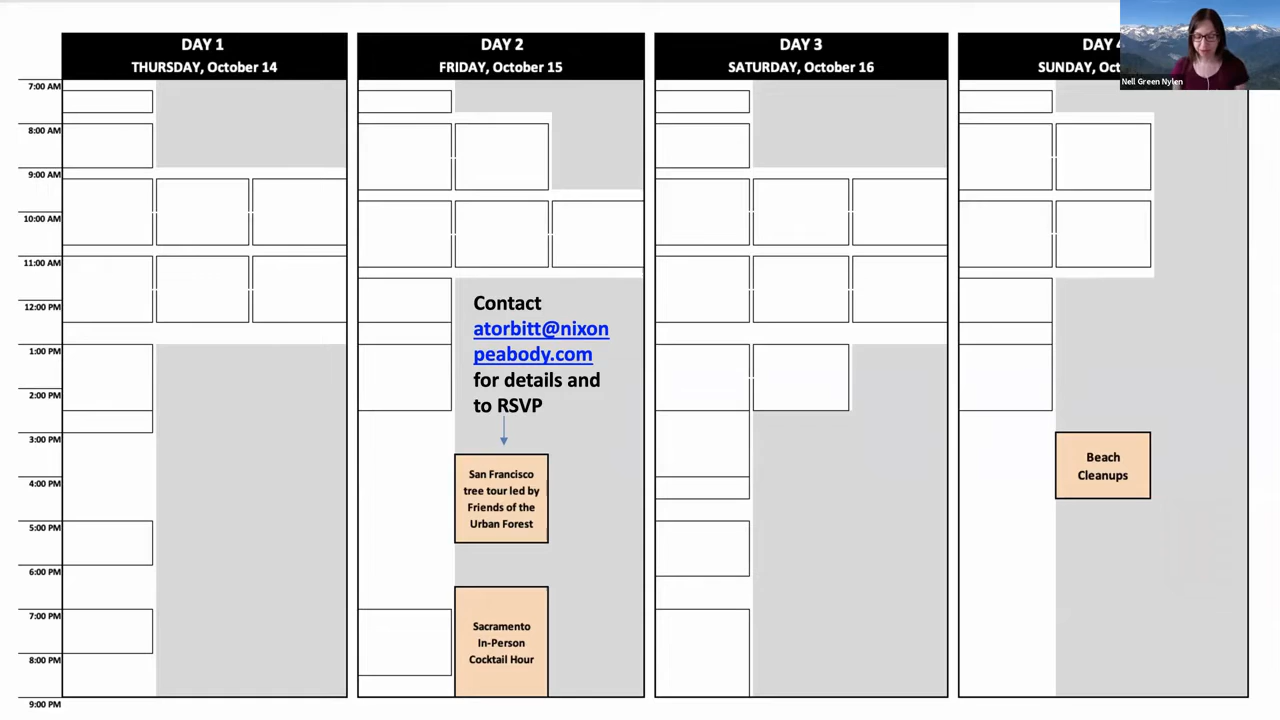 DAY 1
THURSDAY, October 14
DAY 2
FRIDAY, October 15
DAY 3
SATURDAY, October 16
DAY
SUNDAY,
Nell Green Nylen
7:00 AM
8:00 AM
9:00 AM
10:00 AM
11:00 AM
12:00 PM
1:00 PM
2:00 PM
3:00 PM
4:00 PM
5:00 PM
6:00 PM
7:00 PM
8:00 PM
9:00 PM
Contact
atorbitt@nixon
peabody.com
for details and
to RSVP
San Francisco
tree tour led by
Friends of the
Urban Forest
Sacramento
In-Person
Cocktail Hour
Beach
Cleanups